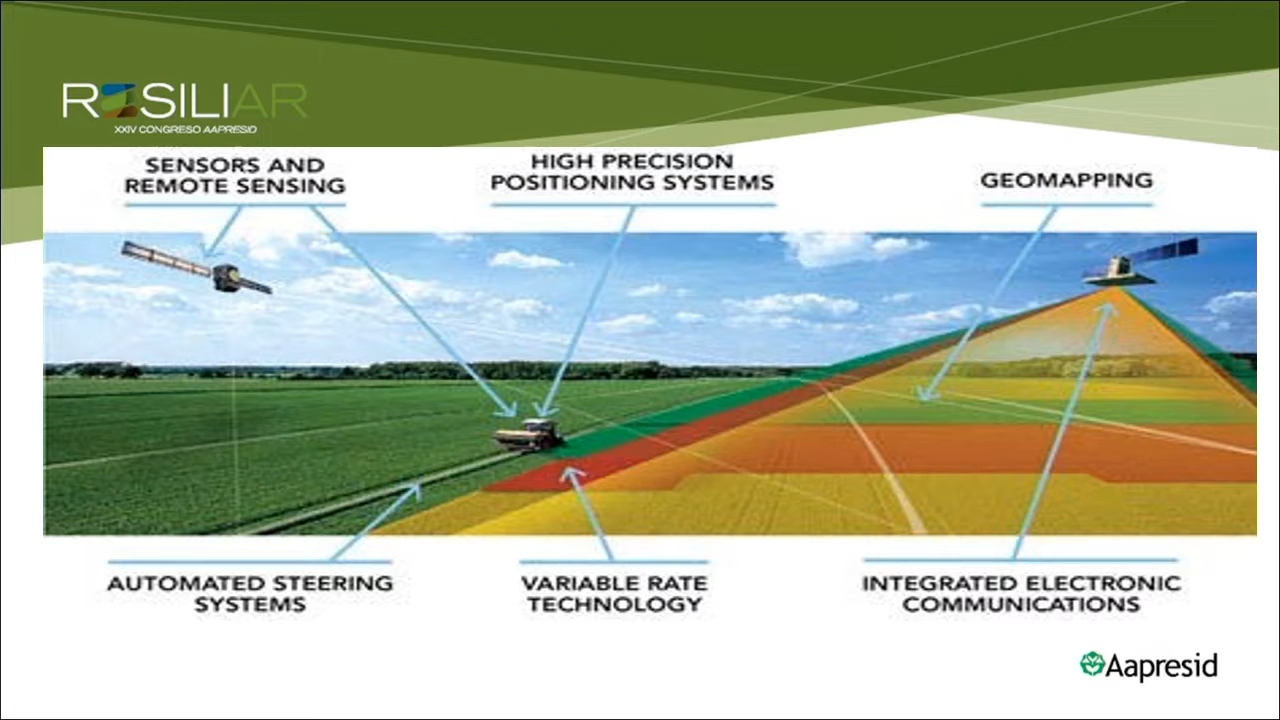 RESILIAR
XXIV CONGRESO AAPRESID
SENSORS AND
REMOTE SENSING
HIGH PRECISION
POSITIONING SYSTEMS
GEOMAPPING
AUTOMATED STEERING
SYSTEMS
VARIABLE RATE
TECHNOLOGY
INTEGRATED ELECTRONIC
COMMUNICATIONS
Aapresid